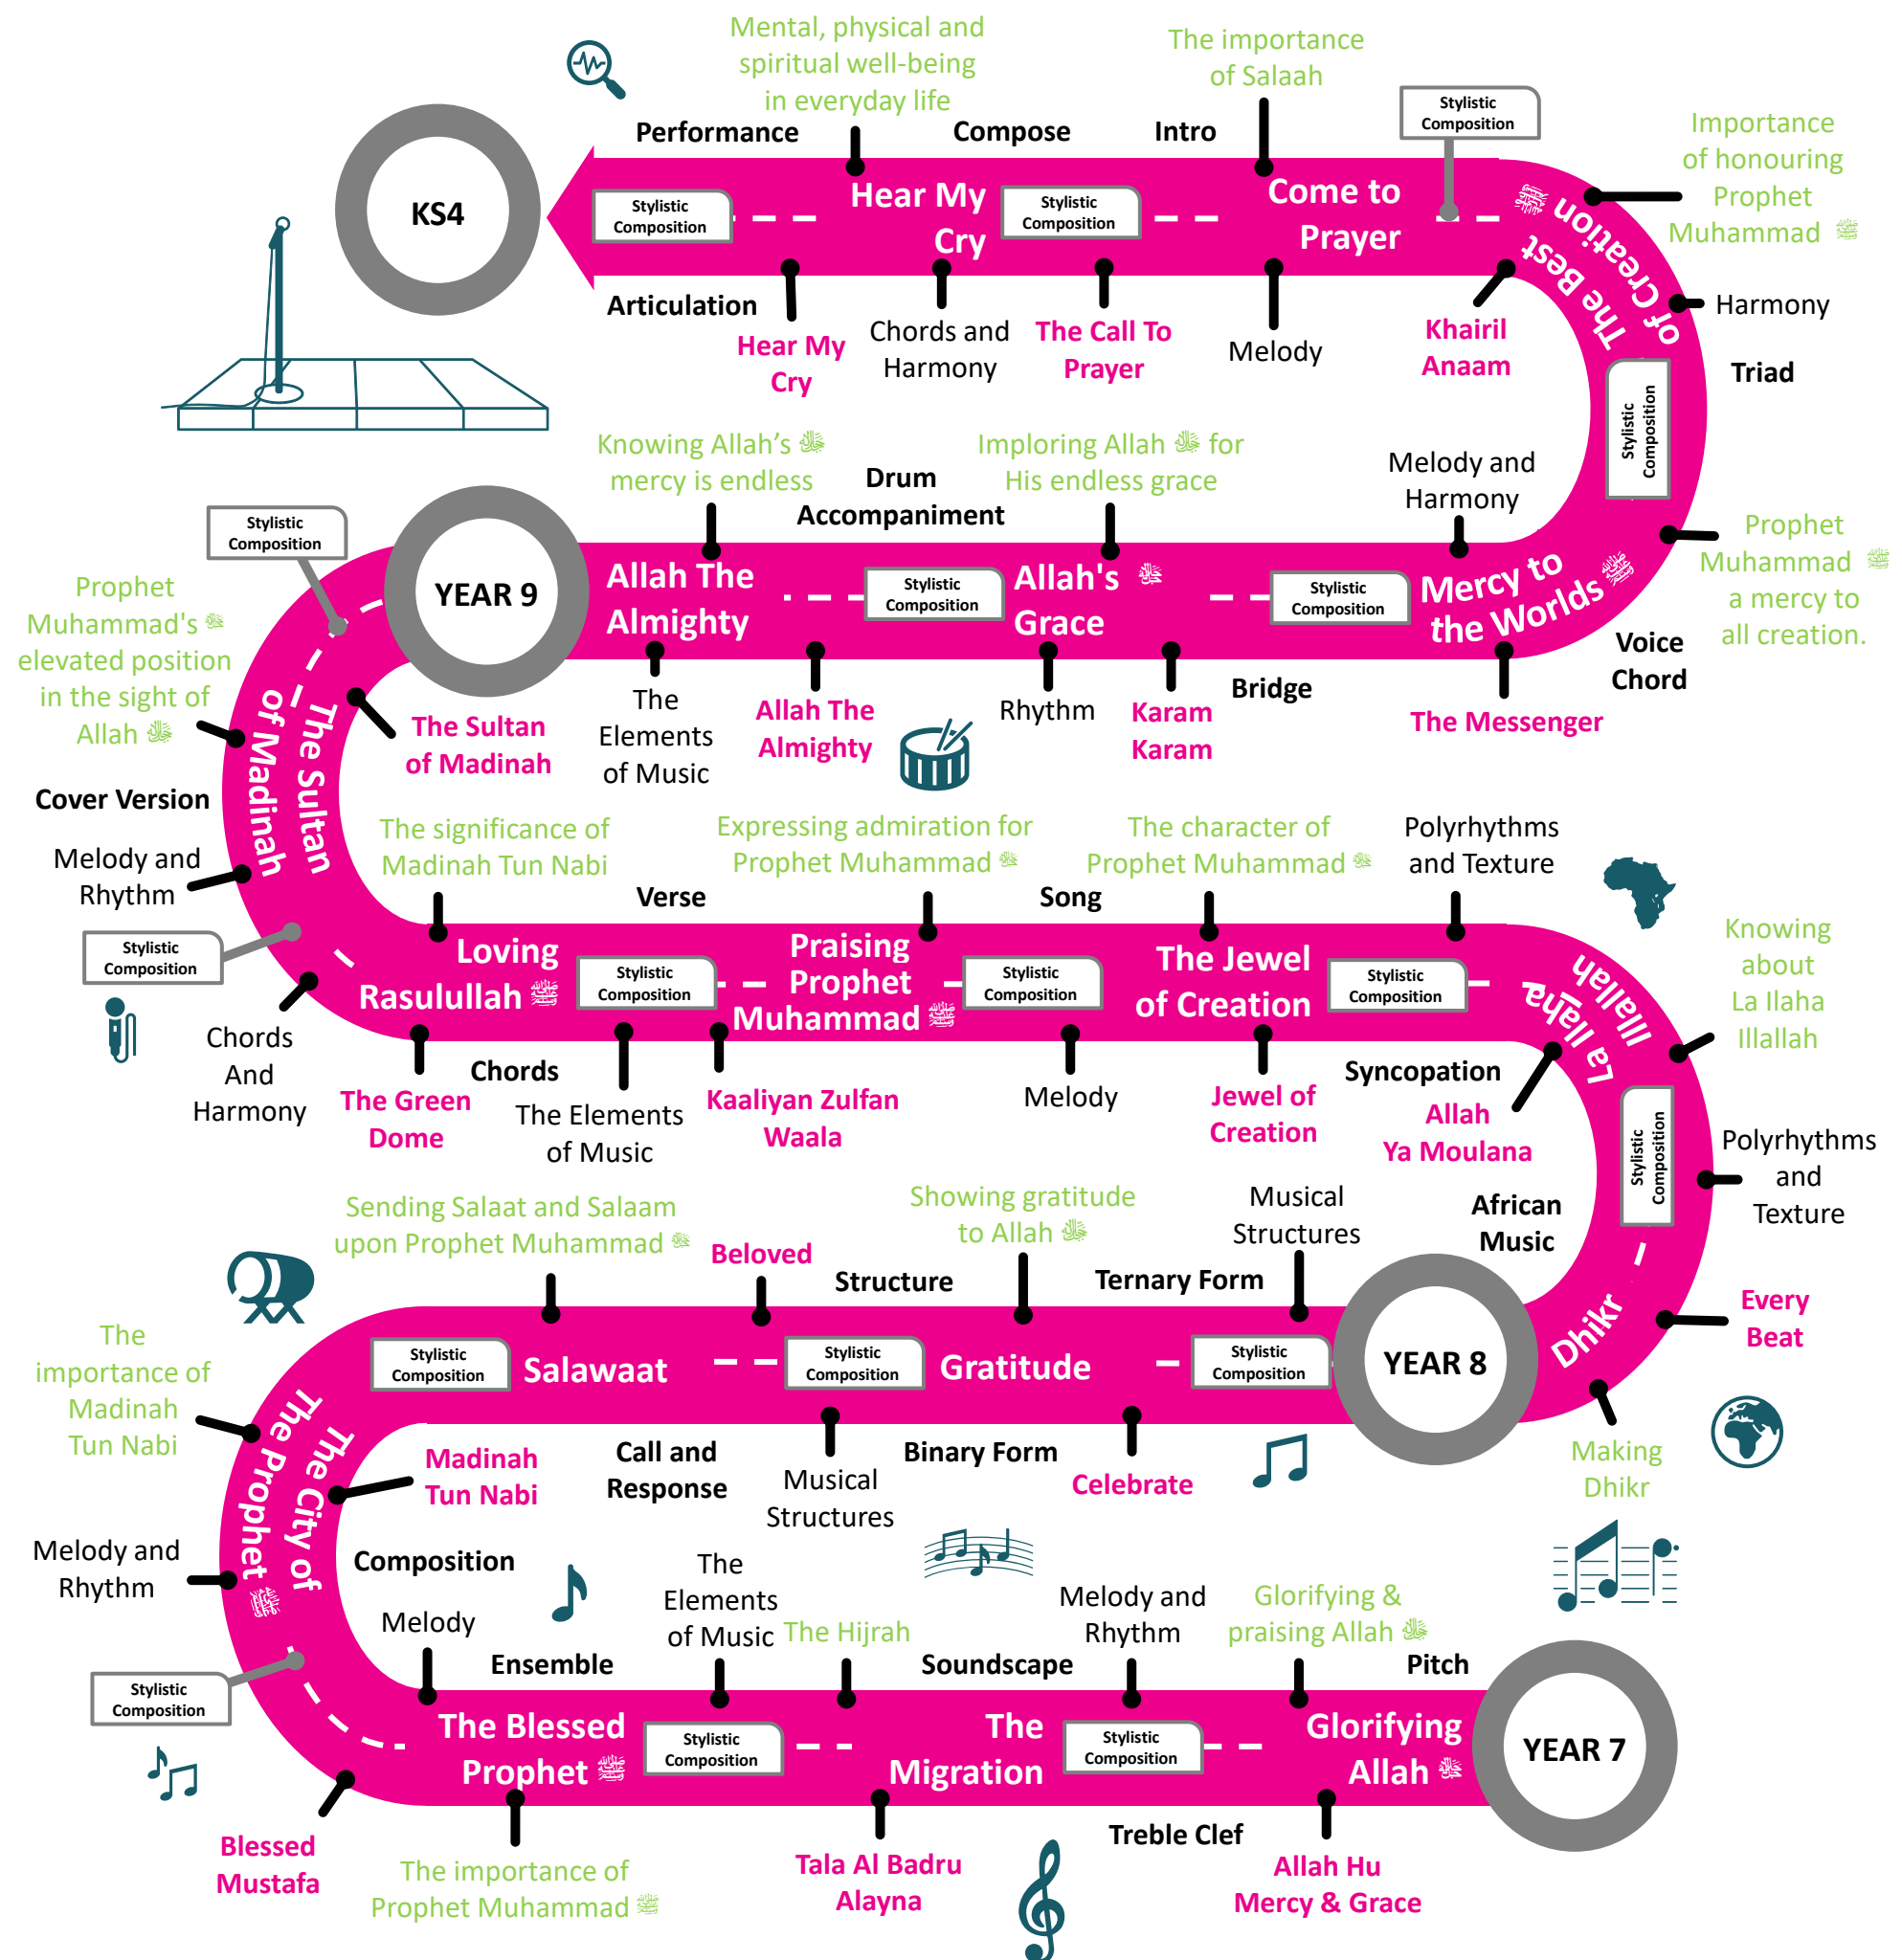 Mental, physical and
spiritual well-being
in everyday life
The importance
of Salaah
Stylistic
Composition
Performance
Compose
Intro
Importance
of honouring
Prophet
Muhammad ﷺ
KS4
Stylistic
Composition
Hear My
Cry
Stylistic
Composition
Come to
Prayer
The Best
of Creation ﷺ
Articulation
Hear My
Cry
Chords and
Harmony
The Call To
Prayer
Melody
Khairil
Anaam
Harmony
Triad
Stylistic
Composition
Knowing Allah's ﷻ
mercy is endless
Drum
Accompaniment
Imploring Allah ﷻ for
His endless grace
Melody and
Harmony
Prophet
Muhammad ﷺ
a mercy to
all creation.
Stylistic
Composition
YEAR 9
Allah The
Almighty
Stylistic
Composition
Allah's ﷻ
Grace
Stylistic
Composition
Mercy to
the Worlds ﷺ
Voice
Chord
Prophet
Muhammad's ﷺ
elevated position
in the sight of
Allah ﷻ
The Sultan
of Madinah
The Sultan
of Madinah
The
Elements
of Music
Allah The
Almighty
Rhythm
Karam
Karam
Bridge
The Messenger
Cover Version
Melody and
Rhythm
The significance of
Madinah Tun Nabi
Verse
Expressing admiration for
Prophet Muhammad ﷺ
Song
The character of
Prophet Muhammad ﷺ
Polyrhythms
and Texture
Knowing
about
La Ilaha
Illallah
Stylistic
Composition
Loving
Rasulullah ﷺ
Stylistic
Composition
Praising
Prophet
Muhammad ﷺ
Stylistic
Composition
The Jewel
of Creation
Stylistic
Composition
La Ilaha
Illallah
Chords
And
Harmony
The Green
Dome
Chords
The Elements
of Music
Kaaliyan Zulfan
Waala
Melody
Jewel of
Creation
Syncopation
Allah
Ya Moulana
Stylistic
Composition
Polyrhythms
and
Texture
African
Music
Sending Salaat and Salaam
upon Prophet Muhammad ﷺ
Beloved
Structure
Showing gratitude
to Allah ﷻ
Ternary Form
Musical
Structures
Every
Beat
Dhikr
Making
Dhikr
The
importance of
Madinah
Tun Nabi
Stylistic
Composition
Salawaat
Stylistic
Composition
Gratitude
Stylistic
Composition
YEAR 8
The City of
The Prophet ﷺ
Madinah
Tun Nabi
Call and
Response
Musical
Structures
Binary Form
Celebrate
Melody and
Rhythm
Composition
Melody
Ensemble
The
Elements
of Music
The Hijrah
Soundscape
Melody and
Rhythm
Glorifying &
praising Allah ﷻ
Pitch
Stylistic
Composition
The Blessed
Prophet ﷺ
Stylistic
Composition
The
Migration
Stylistic
Composition
Glorifying
Allah ﷻ
YEAR 7
Blessed
Mustafa
The importance of
Prophet Muhammad ﷺ
Tala Al Badru
Alayna
Treble Clef
Allah Hu
Mercy & Grace